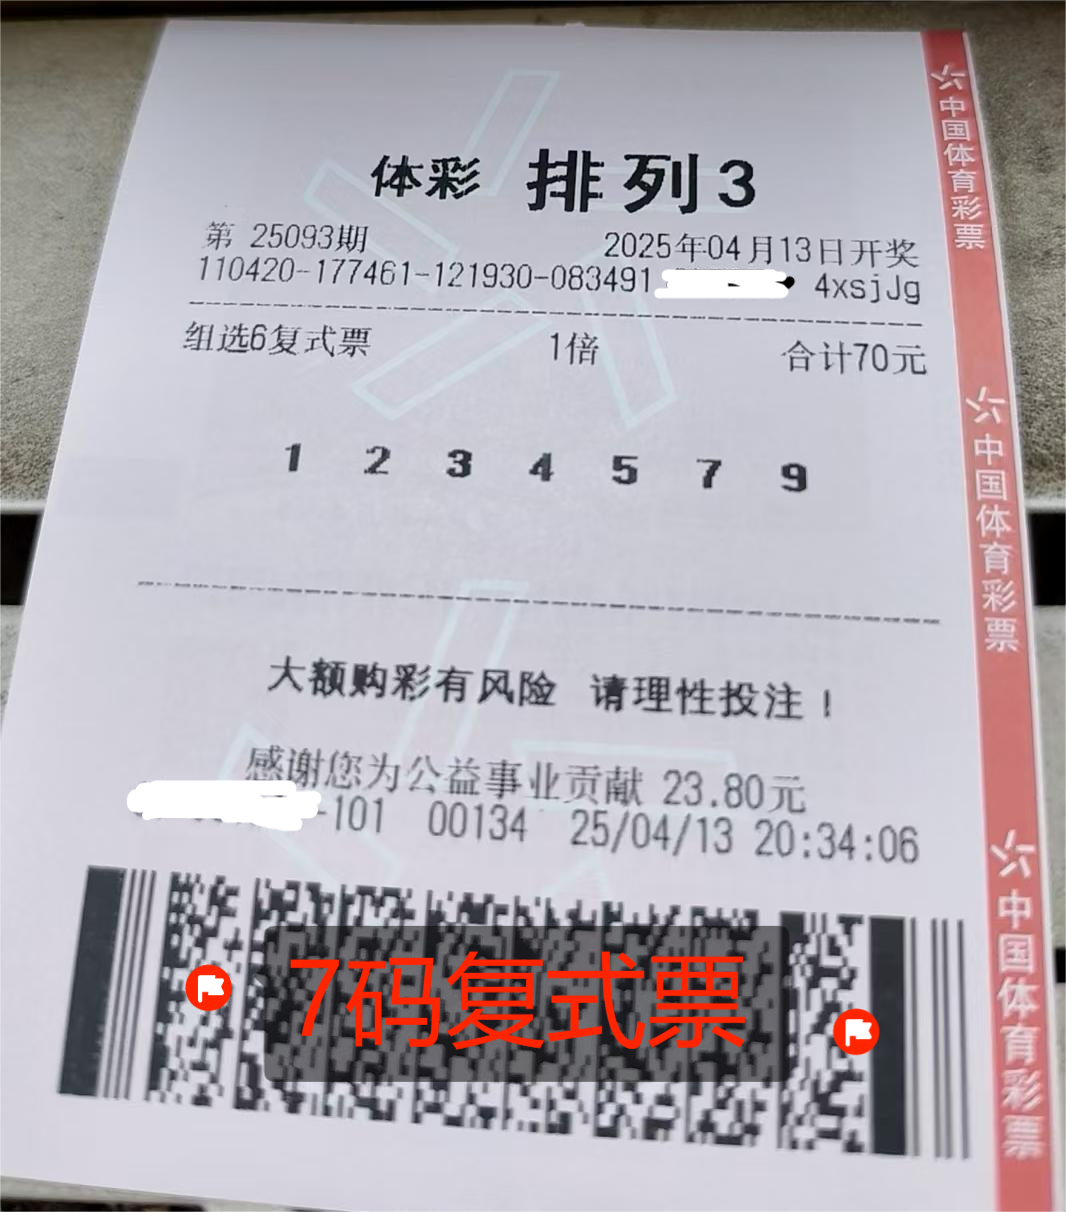 体彩 排列3
第 25093期 2025年04月13日开奖
110420-177461-121930-083491 4xsjJg
组选6复式票 1倍 合计70元
1 2 3 4 5 7 9
大额购彩有风险 请理性投注！
感谢您为公益事业贡献 23.80元
-101 00134 25/04/13 20:34:06
7码复式票
中国体育彩票
中国体育彩票
中国体育彩票